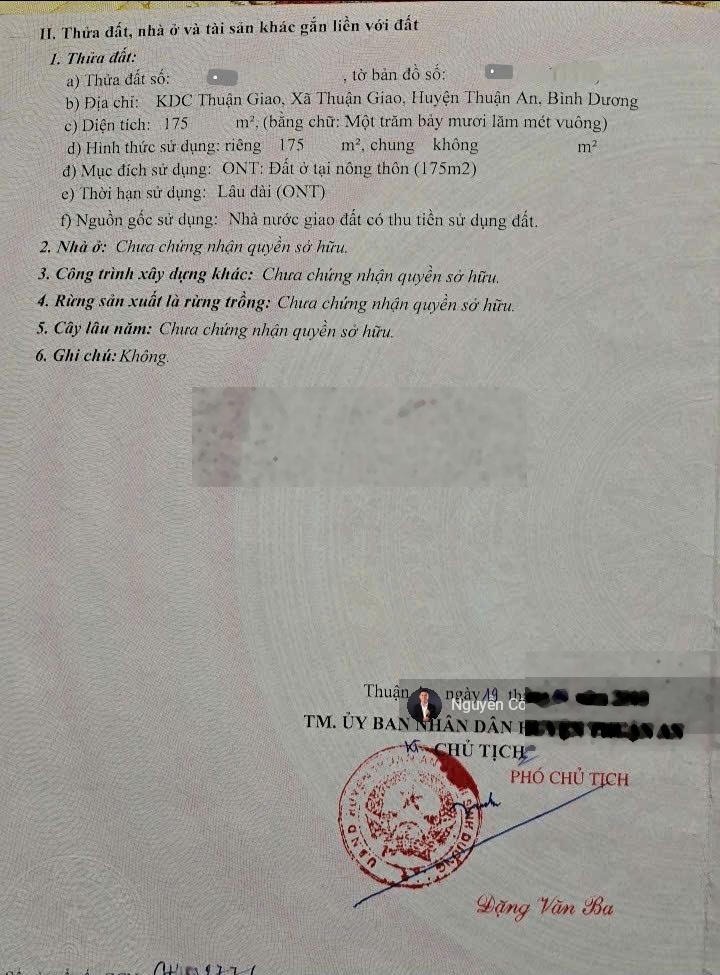 II. Thửa đất, nhà ở và tài sản khác gắn liền với đất
1. Thửa đất:
a) Thửa đất số: , tờ bản đồ số:
b) Địa chỉ: KDC Thuận Giao, Xã Thuận Giao, Huyện Thuận An, Bình Dương
c) Diện tích: 175 m², (bằng chữ: Một trăm bảy mươi lăm mét vuông)
d) Hình thức sử dụng: riêng 175 m², chung không m²
đ) Mục đích sử dụng: ONT: Đất ở tại nông thôn (175m2)
e) Thời hạn sử dụng: Lâu dài (ONT)
f) Nguồn gốc sử dụng: Nhà nước giao đất có thu tiền sử dụng đất.
2. Nhà ở: Chưa chứng nhận quyền sở hữu.
3. Công trình xây dựng khác: Chưa chứng nhận quyền sở hữu.
4. Rừng sản xuất là rừng trồng: Chưa chứng nhận quyền sở hữu.
5. Cây lâu năm: Chưa chứng nhận quyền sở hữu.
6. Ghi chú: Không.
Thuận ngày 19
Nguyễn
TM. ỦY BAN NHÂN DÂN HUYỆN THUẬN AN
KT. CHỦ TỊCH
PHÓ CHỦ TỊCH
Đặng Văn Ba